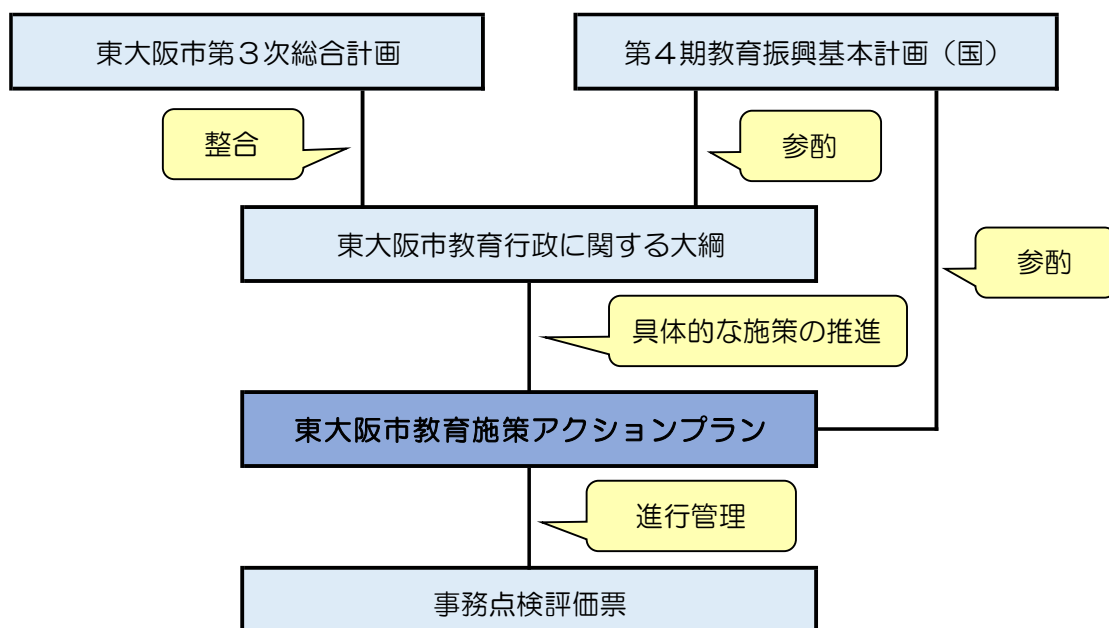 東大阪市第３次総合計画
第４期教育振興基本計画（国）
整合
参酌
東大阪市教育行政に関する大綱
参酌
具体的な施策の推進
東大阪市教育施策アクションプラン
進行管理
事務点検評価票